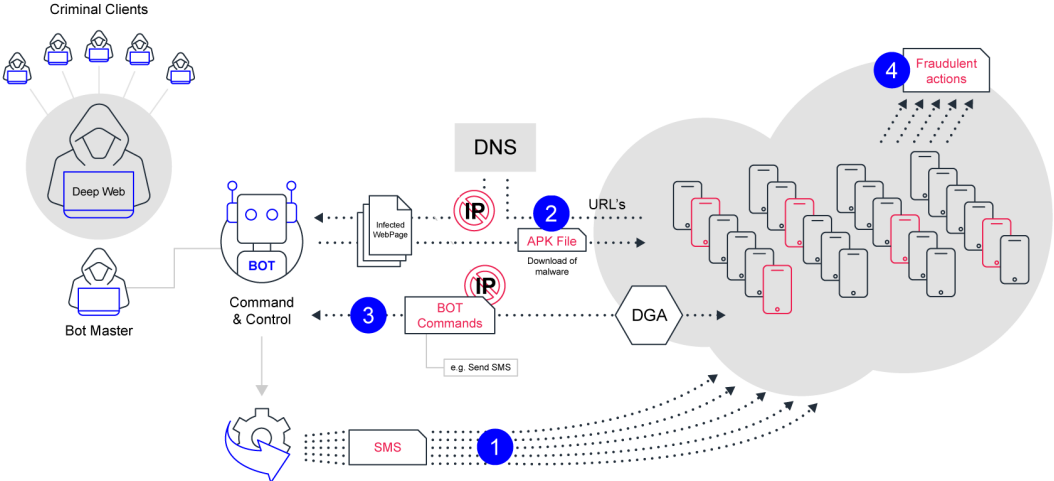 Criminal Clients
Deep Web
Bot Master
BOT
Command
& Control
DNS
Infected
WebPage
IP
2
URL's
APK File
Download of
malware
IP
3
BOT
Commands
e.g. Send SMS
DGA
SMS
1
4
Fraudulent
actions